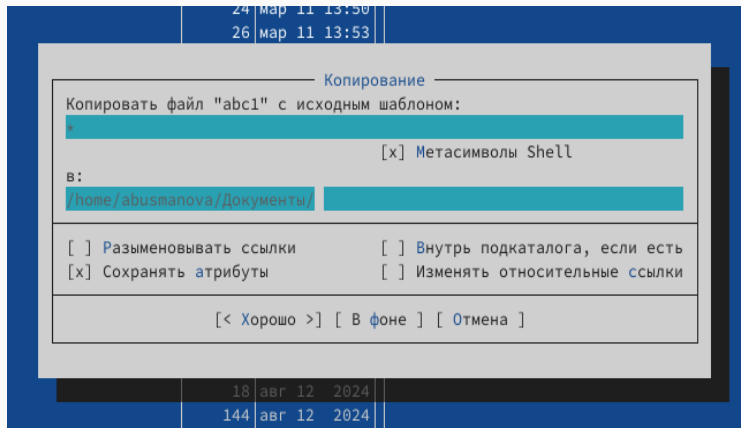 24 мар 11 13:50
26 мар 11 13:53
Копирование
Копировать файл "abc1" с исходным шаблоном:
*
[x] Метасимволы Shell
в:
/home/abusmanova/Документы/
[ ] Разыменовывать ссылки [ ] Внутрь подкаталога, если есть
[x] Сохранять атрибуты [ ] Изменять относительные ссылки
[< Хорошо >] [ В фоне ] [ Отмена ]
18 авг 12 2024
144 авг 12 2024